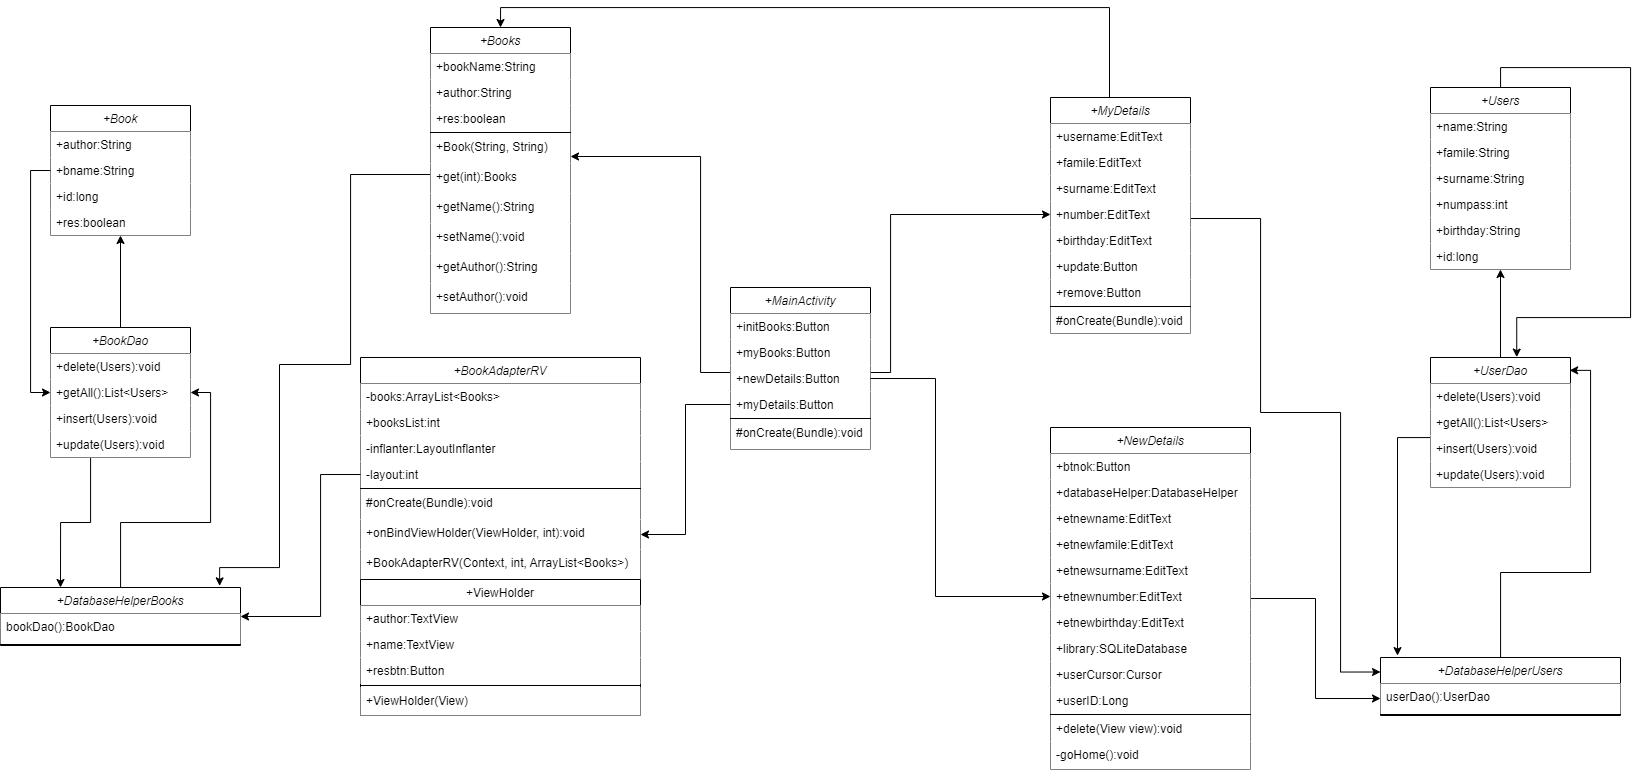 +Book
+author:String
+bname:String
+id:long
+res:boolean
+BookDao
+delete(Users):void
+getAll():List<Users>
+insert(Users):void
+update(Users):void
+DatabaseHelperBooks
bookDao():BookDao
+Books
+bookName:String
+author:String
+res:boolean
+Book(String, String)
+get(int):Books
+getName():String
+setName():void
+getAuthor():String
+setAuthor():void
+BookAdapterRV
-books:ArrayList<Books>
+booksList:int
-inflanter:LayoutInflanter
-layout:int
#onCreate(Bundle):void
+onBindViewHolder(ViewHolder, int):void
+BookAdapterRV(Context, int, ArrayList<Books>)
+ViewHolder
+author:TextView
+name:TextView
+resbtn:Button
+ViewHolder(View)
+MainActivity
+initBooks:Button
+myBooks:Button
+newDetails:Button
+myDetails:Button
#onCreate(Bundle):void
+MyDetails
+username:EditText
+famile:EditText
+surname:EditText
+number:EditText
+birthday:EditText
+update:Button
+remove:Button
#onCreate(Bundle):void
+NewDetails
+btnok:Button
+databaseHelper:DatabaseHelper
+etnewname:EditText
+etnewfamile:EditText
+etnewsurname:EditText
+etnewnumber:EditText
+etnewbirthday:EditText
+library:SQLiteDatabase
+userCursor:Cursor
+userID:Long
+delete(View view):void
-goHome():void
+Users
+name:String
+famile:String
+surname:String
+numpass:int
+birthday:String
+id:long
+UserDao
+delete(Users):void
+getAll():List<Users>
+insert(Users):void
+update(Users):void
+DatabaseHelperUsers
userDao():UserDao